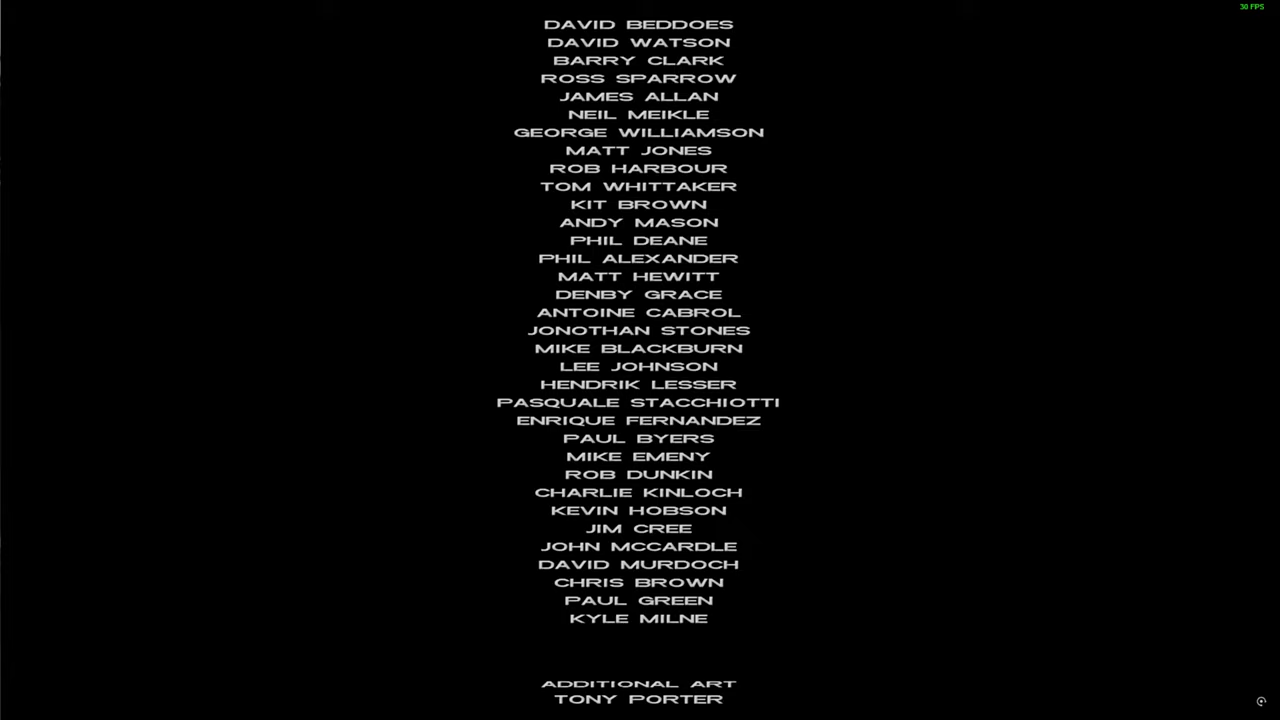 30 FPS
DAVID BEDDOES
DAVID WATSON
BARRY CLARK
ROSS SPARROW
JAMES ALLAN
NEIL MEIKLE
GEORGE WILLIAMSON
MATT JONES
ROB HARBOUR
TOM WHITTAKER
KIT BROWN
ANDY MASON
PHIL DEANE
PHIL ALEXANDER
MATT HEWITT
DENBY GRACE
ANTOINE CABROL
JONOTHAN STONES
MIKE BLACKBURN
LEE JOHNSON
HENDRIK LESSER
PASQUALE STACCHIOTTI
ENRIQUE FERNANDEZ
PAUL BYERS
MIKE EMENY
ROB DUNKIN
CHARLIE KINLOCH
KEVIN HOBSON
JIM CREE
JOHN MCCARDLE
DAVID MURDOCH
CHRIS BROWN
PAUL GREEN
KYLE MILNE
ADDITIONAL ART
TONY PORTER